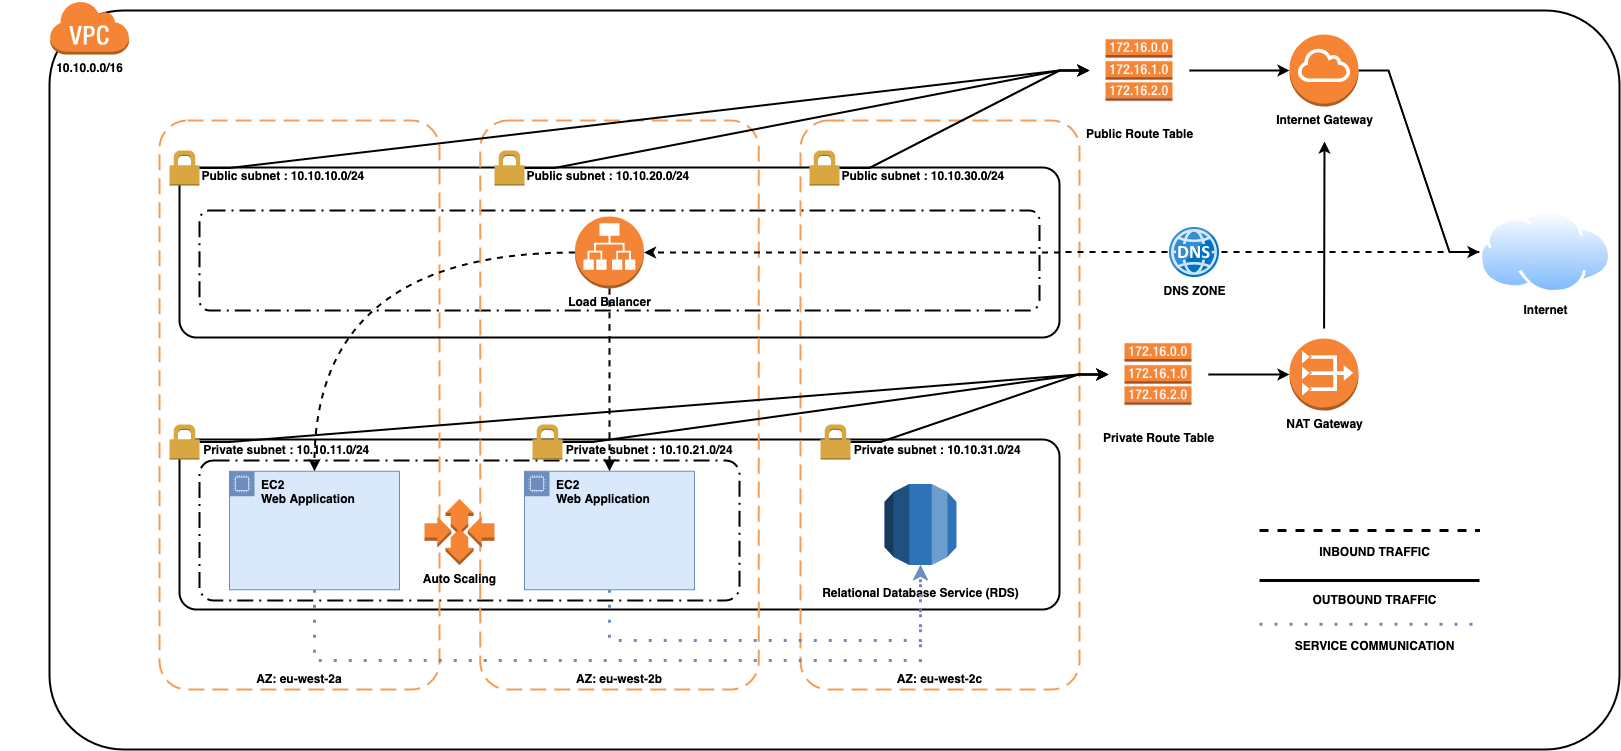 VPC
10.10.0.0/16
172.16.0.0
172.16.1.0
172.16.2.0
Public Route Table
Internet Gateway
Public subnet : 10.10.10.0/24
Public subnet : 10.10.20.0/24
Public subnet : 10.10.30.0/24
Load Balancer
DNS
DNS ZONE
Internet
172.16.0.0
172.16.1.0
172.16.2.0
Private Route Table
NAT Gateway
Private subnet : 10.10.11.0/24
Private subnet : 10.10.21.0/24
Private subnet : 10.10.31.0/24
EC2
Web Application
EC2
Web Application
Auto Scaling
Relational Database Service (RDS)
INBOUND TRAFFIC
OUTBOUND TRAFFIC
SERVICE COMMUNICATION
AZ: eu-west-2a
AZ: eu-west-2b
AZ: eu-west-2c